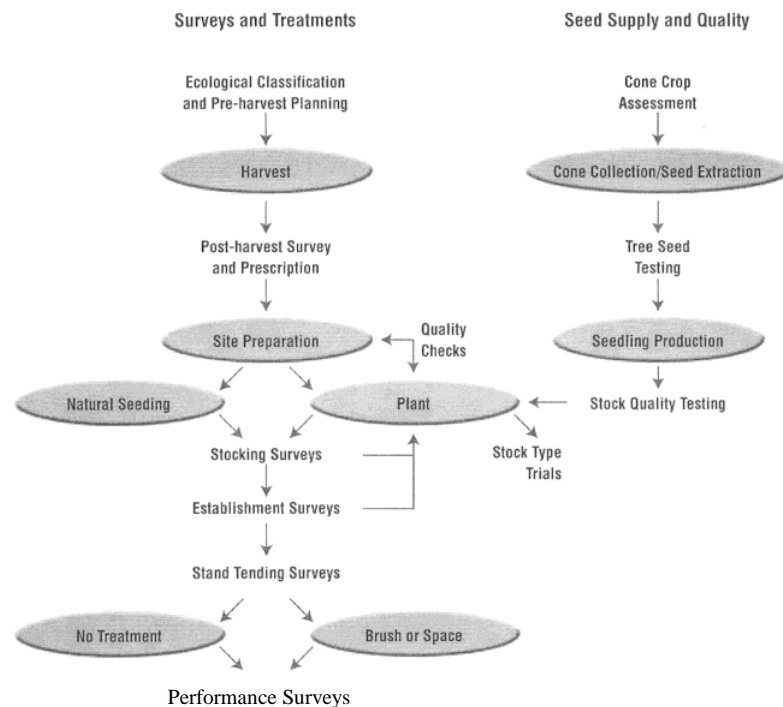 Surveys and Treatments
Seed Supply and Quality
Ecological Classification
and Pre-harvest Planning
Cone Crop
Assessment
Harvest
Cone Collection/Seed Extraction
Post-harvest Survey
and Prescription
Tree Seed
Testing
Site Preparation
Quality
Checks
Seedling Production
Natural Seeding
Plant
Stock Quality Testing
Stocking Surveys
Stock Type
Trials
Establishment Surveys
Stand Tending Surveys
No Treatment
Brush or Space
Performance Surveys